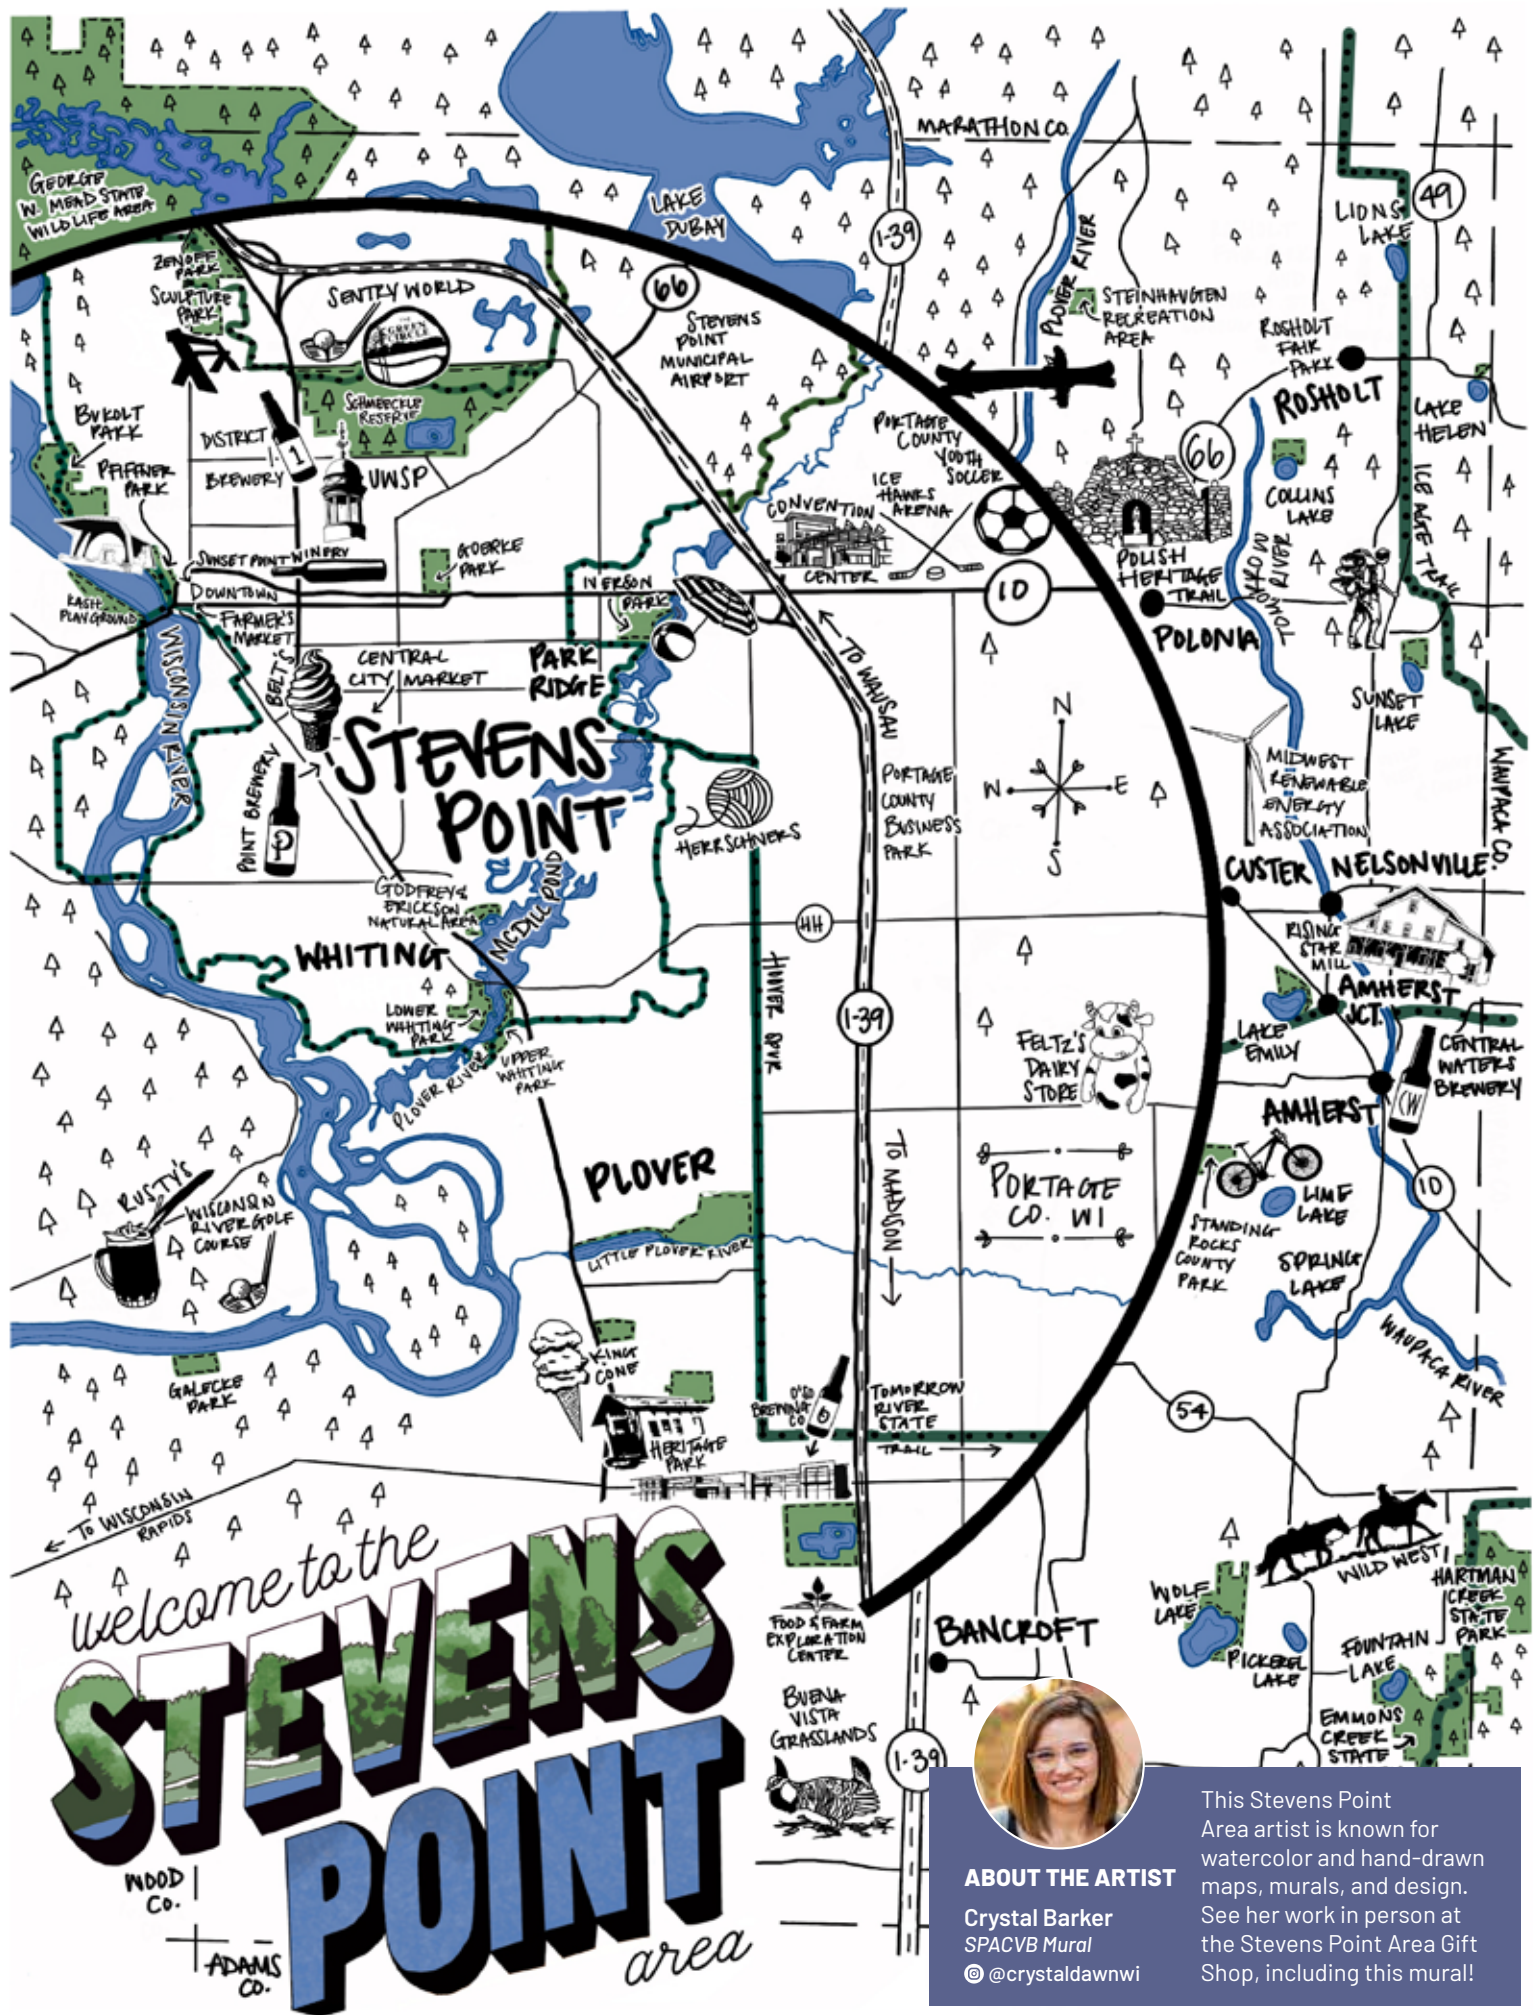 MARATHON CO.
GEORGE
W. MEAD STATE
WILDLIFE AREA
LAKE
DUBAY
I-39
PLOVER RIVER
49
LIONS
LAKE
ZENOFF
PARK
SCULPTURE
PARK
SENTRY WORLD
GREEN
CIRCLE
66
STEVENS
POINT
MUNICIPAL
AIRPORT
STEINHAUGEN
RECREATION
AREA
ROSHOLT
FAIR
PARK
ROSHOLT
LAKE
HELEN
BUKOLT
PARK
PFIFFNER
PARK
SCHMEECKLE
RESERVE
DISTRICT
1
BREWERY
1
UWSP
PORTAGE
COUNTY
YOUTH
SOCCER
ICE
HAWKS
ARENA
CONVENTION
CENTER
66
COLLINS
LAKE
ICE AGE TRAIL
POLISH
HERITAGE
TRAIL
TOMORROW RIVER
SUNSET POINT WINERY
GOERKE
PARK
KASH
PLAYGROUND
DOWNTOWN
FARMER'S
MARKET
IVERSON
PARK
10
POLONIA
WISCONSIN RIVER
BELT'S
CENTRAL
CITY MARKET
PARK
RIDGE
TO WAUSAU
SUNSET
LAKE
WAUPACA CO.
N
W
E
S
STEVENS
POINT
POINT BREWERY
P
HERRSCHNERS
PORTAGE
COUNTY
BUSINESS
PARK
MIDWEST
RENEWABLE
ENERGY
ASSOCIATION
CUSTER
NELSONVILLE
GODFREY &
ERICKSON
NATURAL AREA
MCDILL POND
HH
WHITING
HOOVER SPUR
RISING
STAR
MILL
AMHERST
JCT.
LOWER
WHITING
PARK
UPPER
WHITING
PARK
PLOVER RIVER
I-39
FELTZ'S
DAIRY
STORE
LAKE
EMILY
CENTRAL
WATERS
BREWERY
CW
AMHERST
10
PLOVER
TO MADISON
PORTAGE
CO. WI
LIME
LAKE
STANDING
ROCKS
COUNTY
PARK
SPRING
LAKE
WAUPACA RIVER
RUSTY'S
WISCONSIN
RIVER GOLF
COURSE
LITTLE PLOVER RIVER
GALECKE
PARK
KING
CONE
O'SO
BREWING
CO
O
TOMORROW
RIVER
STATE
TRAIL
54
HERITAGE
PARK
TO WISCONSIN
RAPIDS
WILD WEST
HARTMAN
CREEK
STATE
PARK
WOLF
LAKE
PICKEREL
LAKE
FOUNTAIN
LAKE
EMMONS
CREEK
STATE
FOOD & FARM
EXPLORATION
CENTER
BANCROFT
BUENA
VISTA
GRASSLANDS
I-39
welcome to the
STEVENS
POINT
area
WOOD
CO.
ADAMS
CO.
ABOUT THE ARTIST
Crystal Barker
SPACVB Mural
@crystaldawnwi
This Stevens Point
Area artist is known for
watercolor and hand-drawn
maps, murals, and design.
See her work in person at
the Stevens Point Area Gift
Shop, including this mural!